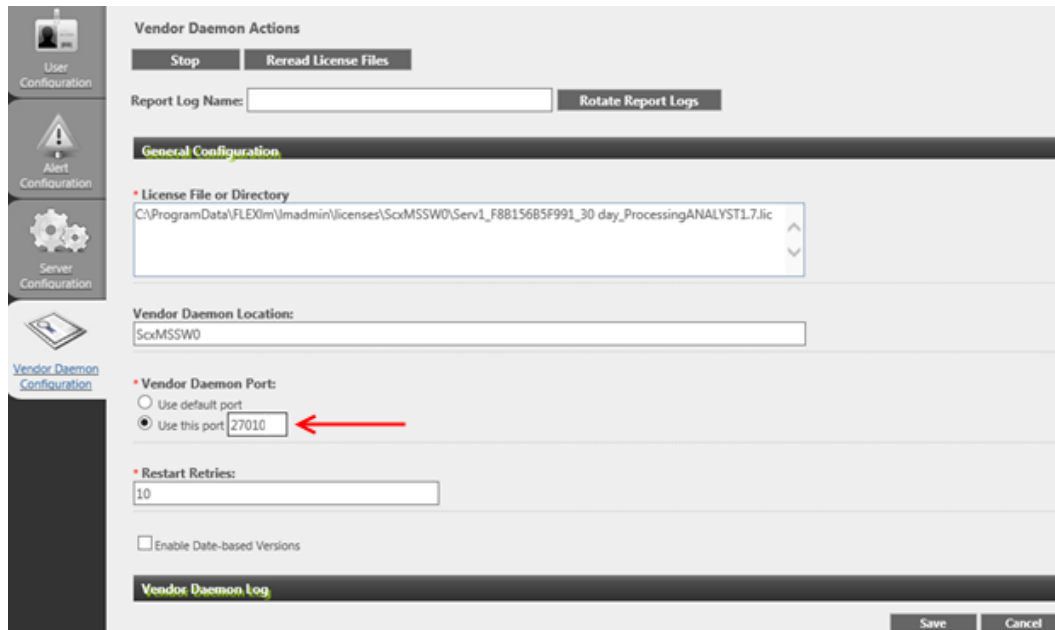 User
Configuration
Alert
Configuration
Server
Configuration
Vendor Daemon
Configuration
Vendor Daemon Actions
Stop
Reread License Files
Report Log Name:
Rotate Report Logs
General Configuration
* License File or Directory
C:\ProgramData\FLEXlm\lmadmin\licenses\ScxMSSW0\Serv1_F8B156B5F991_30 day_ProcessingANALYST1.7.lic
Vendor Daemon Location:
ScxMSSW0
* Vendor Daemon Port:
Use default port
Use this port 27010
* Restart Retries:
10
Enable Date-based Versions
Vendor Daemon Log
Save
Cancel